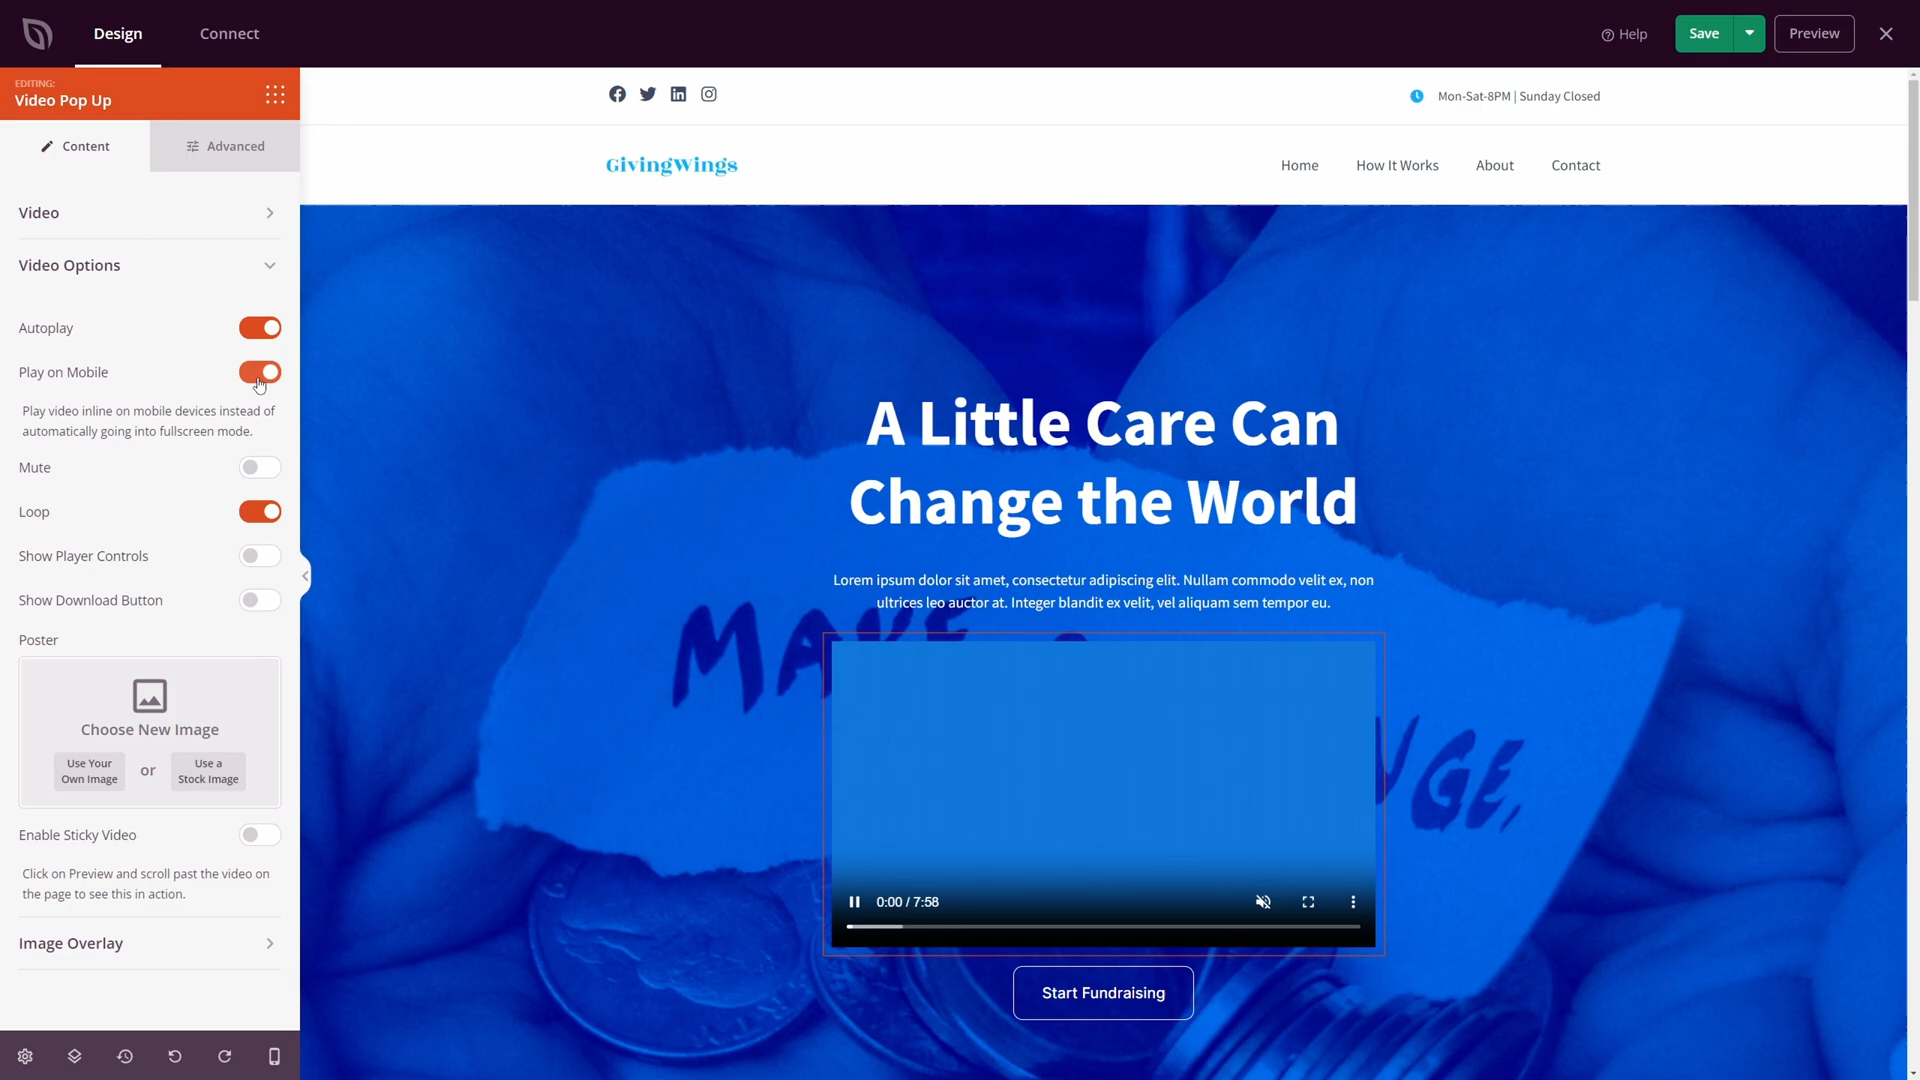 Design
Connect
Help
Save
Preview
EDITING:
Video Pop Up
Content
Advanced
Video
Video Options
Autoplay
Play on Mobile
Play video inline on mobile devices instead of
automatically going into fullscreen mode.
Mute
Loop
Show Player Controls
Show Download Button
Poster
Choose New Image
Use Your
Own Image
or
Use a
Stock Image
Enable Sticky Video
Click on Preview and scroll past the video on
the page to see this in action.
Image Overlay
Mon-Sat-8PM | Sunday Closed
GivingWings
Home
How It Works
About
Contact
A Little Care Can
Change the World
Lorem ipsum dolor sit amet, consectetur adipiscing elit. Nullam commodo velit ex, non
ultrices leo auctor at. Integer blandit ex velit, vel aliquam sem tempor eu.
0:00 / 7:58
Start Fundraising